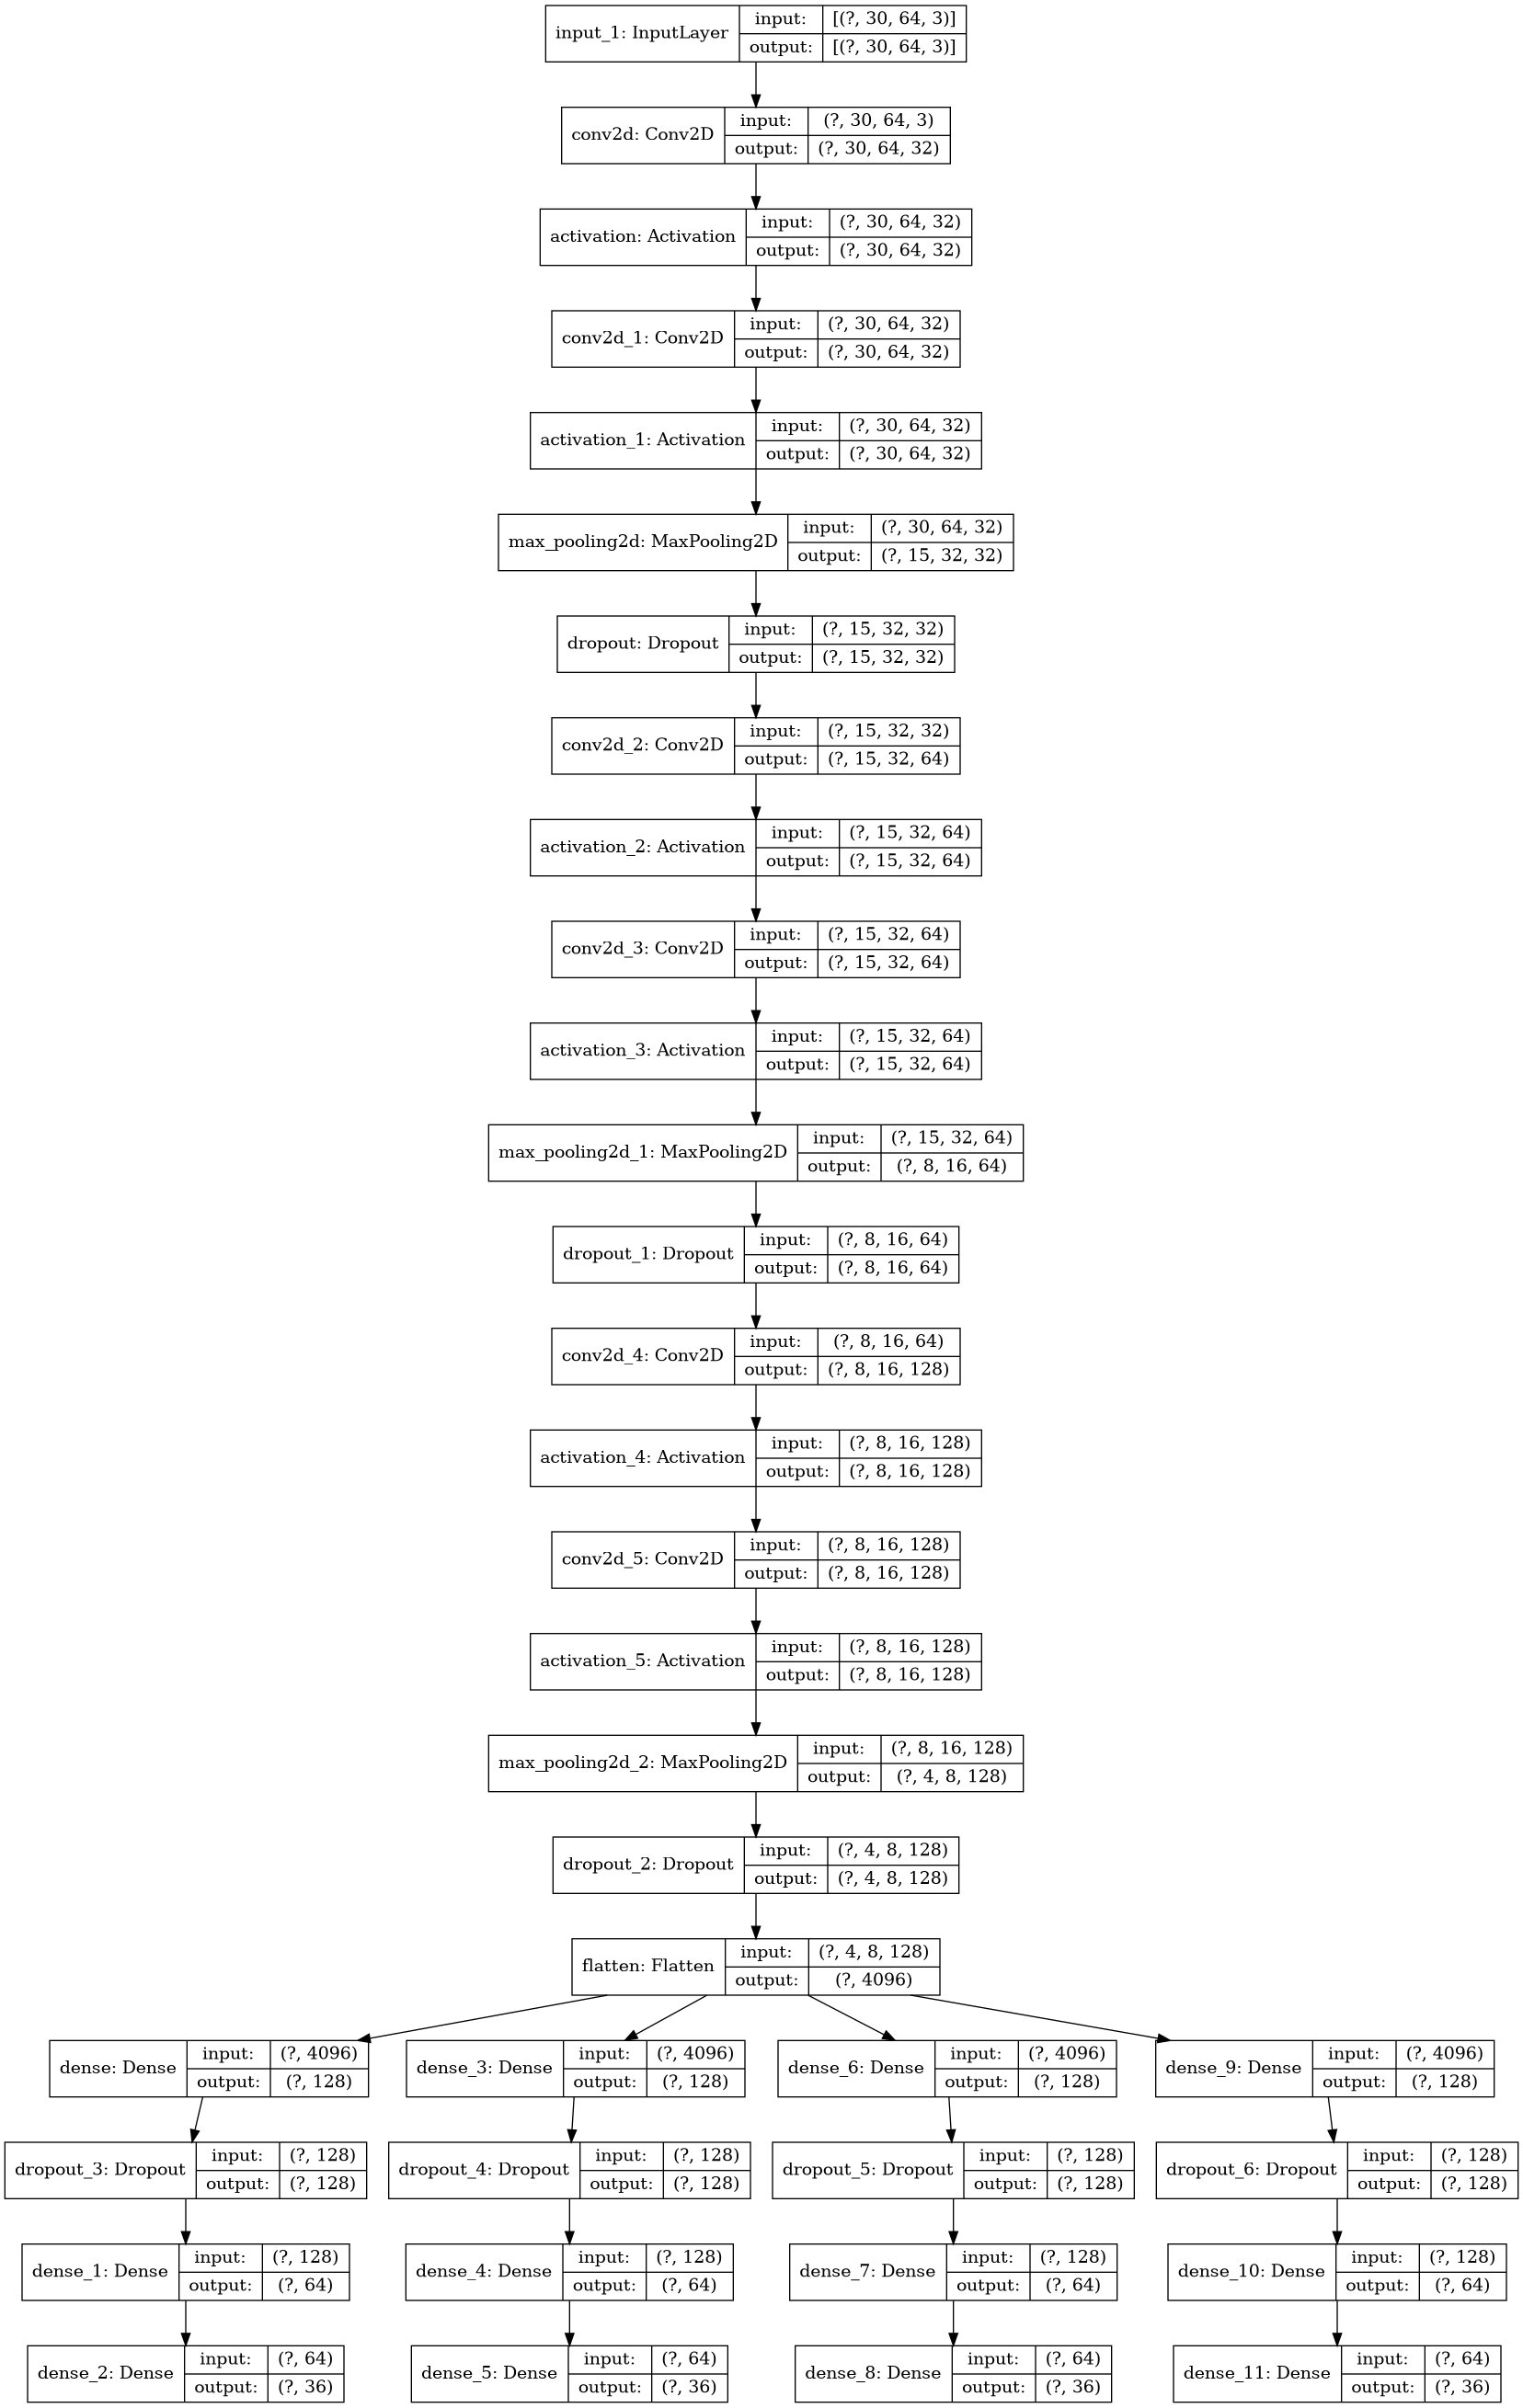 input_1: InputLayer
input: [(?, 30, 64, 3)]
output: [(?, 30, 64, 3)]
conv2d: Conv2D
input: (?, 30, 64, 3)
output: (?, 30, 64, 32)
activation: Activation
input: (?, 30, 64, 32)
output: (?, 30, 64, 32)
conv2d_1: Conv2D
input: (?, 30, 64, 32)
output: (?, 30, 64, 32)
activation_1: Activation
input: (?, 30, 64, 32)
output: (?, 30, 64, 32)
max_pooling2d: MaxPooling2D
input: (?, 30, 64, 32)
output: (?, 15, 32, 32)
dropout: Dropout
input: (?, 15, 32, 32)
output: (?, 15, 32, 32)
conv2d_2: Conv2D
input: (?, 15, 32, 32)
output: (?, 15, 32, 64)
activation_2: Activation
input: (?, 15, 32, 64)
output: (?, 15, 32, 64)
conv2d_3: Conv2D
input: (?, 15, 32, 64)
output: (?, 15, 32, 64)
activation_3: Activation
input: (?, 15, 32, 64)
output: (?, 15, 32, 64)
max_pooling2d_1: MaxPooling2D
input: (?, 15, 32, 64)
output: (?, 8, 16, 64)
dropout_1: Dropout
input: (?, 8, 16, 64)
output: (?, 8, 16, 64)
conv2d_4: Conv2D
input: (?, 8, 16, 64)
output: (?, 8, 16, 128)
activation_4: Activation
input: (?, 8, 16, 128)
output: (?, 8, 16, 128)
conv2d_5: Conv2D
input: (?, 8, 16, 128)
output: (?, 8, 16, 128)
activation_5: Activation
input: (?, 8, 16, 128)
output: (?, 8, 16, 128)
max_pooling2d_2: MaxPooling2D
input: (?, 8, 16, 128)
output: (?, 4, 8, 128)
dropout_2: Dropout
input: (?, 4, 8, 128)
output: (?, 4, 8, 128)
flatten: Flatten
input: (?, 4, 8, 128)
output: (?, 4096)
dense: Dense
input: (?, 4096)
output: (?, 128)
dense_3: Dense
input: (?, 4096)
output: (?, 128)
dense_6: Dense
input: (?, 4096)
output: (?, 128)
dense_9: Dense
input: (?, 4096)
output: (?, 128)
dropout_3: Dropout
input: (?, 128)
output: (?, 128)
dropout_4: Dropout
input: (?, 128)
output: (?, 128)
dropout_5: Dropout
input: (?, 128)
output: (?, 128)
dropout_6: Dropout
input: (?, 128)
output: (?, 128)
dense_1: Dense
input: (?, 128)
output: (?, 64)
dense_4: Dense
input: (?, 128)
output: (?, 64)
dense_7: Dense
input: (?, 128)
output: (?, 64)
dense_10: Dense
input: (?, 128)
output: (?, 64)
dense_2: Dense
input: (?, 64)
output: (?, 36)
dense_5: Dense
input: (?, 64)
output: (?, 36)
dense_8: Dense
input: (?, 64)
output: (?, 36)
dense_11: Dense
input: (?, 64)
output: (?, 36)